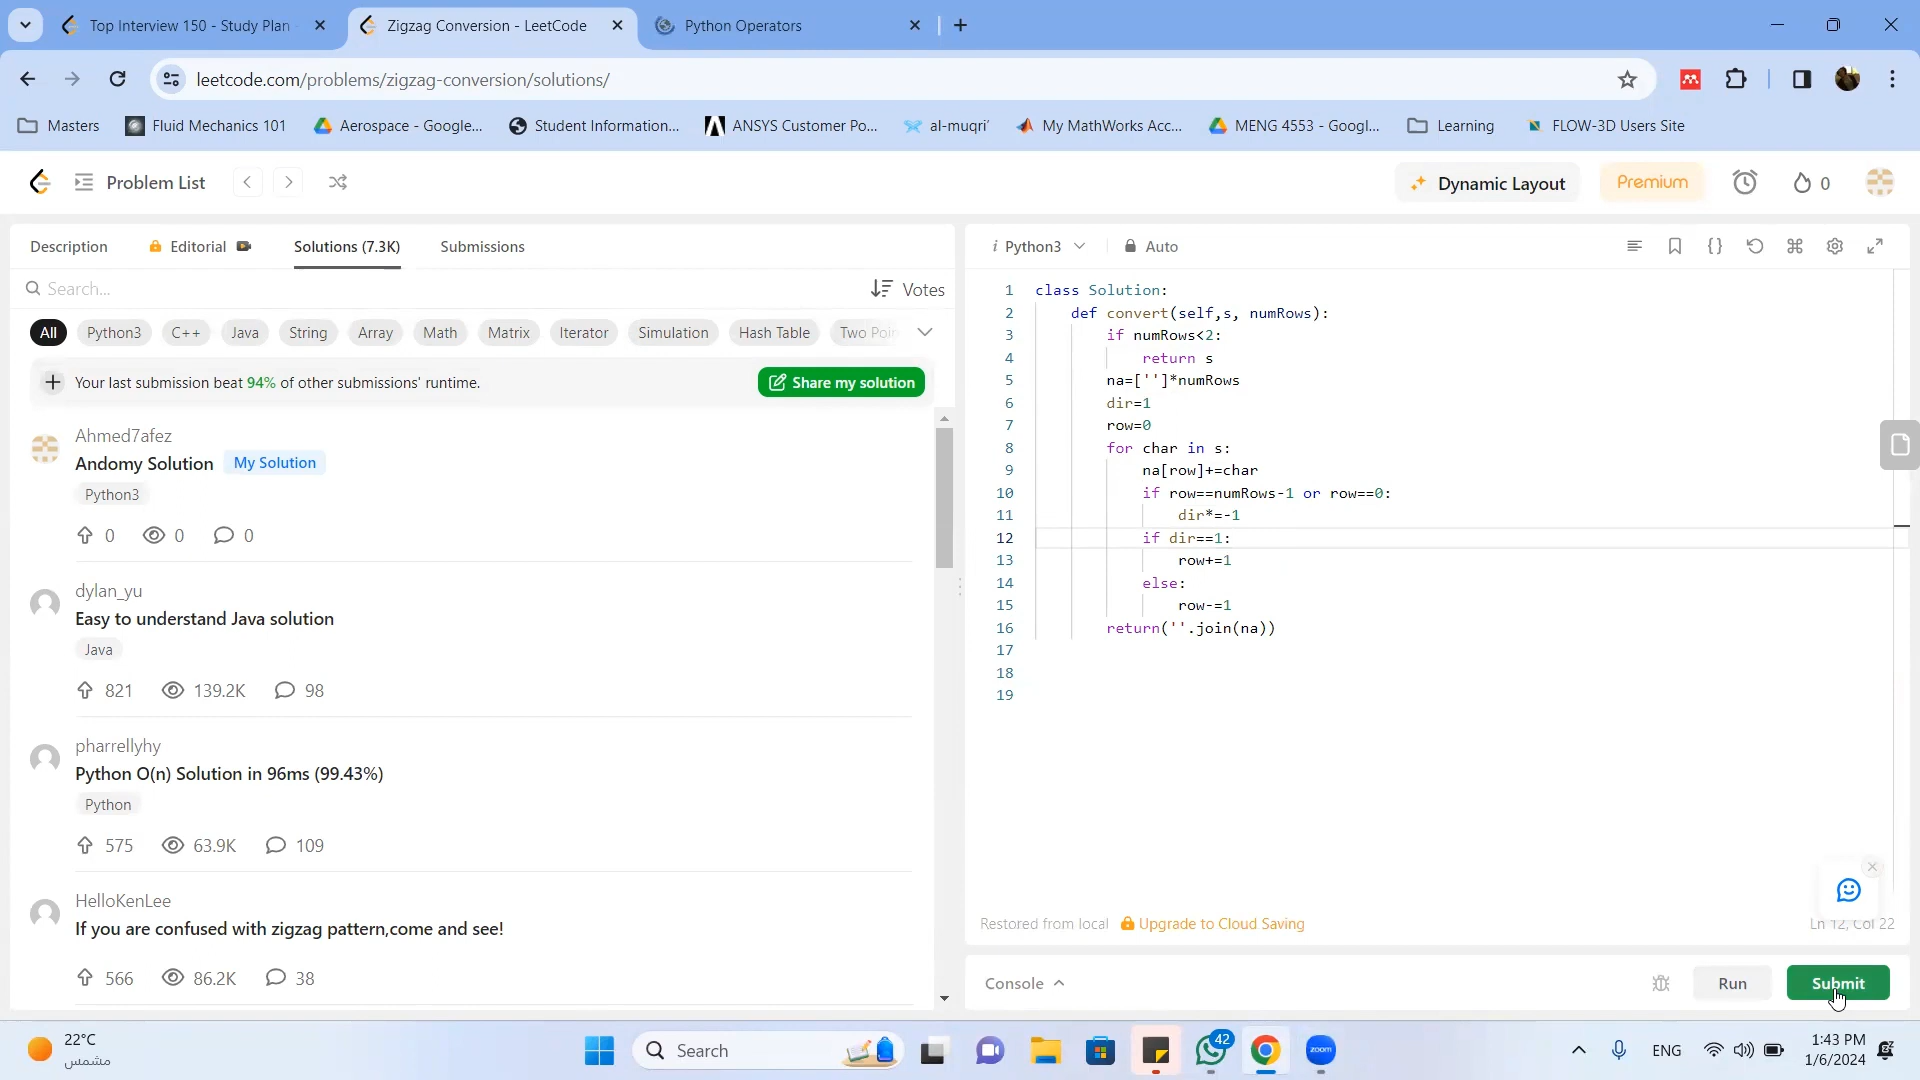 Top Interview 150 - Study Plan
Zigzag Conversion - LeetCode
Python Operators
leetcode.com/problems/zigzag-conversion/solutions/
Masters
Fluid Mechanics 101
Aerospace - Google...
Student Information...
ANSYS Customer Po...
al-muqri'
My MathWorks Acc...
MENG 4553 - Googl...
Learning
FLOW-3D Users Site
Problem List
Dynamic Layout
Premium
0
Description
Editorial
Solutions (7.3K)
Submissions
Python3
Auto
Search...
Votes
All
Python3
C++
Java
String
Array
Math
Matrix
Iterator
Simulation
Hash Table
Two Poin
Your last submission beat 94% of other submissions' runtime.
Share my solution
Ahmed7afez
Andomy Solution
My Solution
Python3
0
0
0
dylan_yu
Easy to understand Java solution
Java
821
139.2K
98
pharrellyhy
Python O(n) Solution in 96ms (99.43%)
Python
575
63.9K
109
HelloKenLee
If you are confused with zigzag pattern,come and see!
566
86.2K
38
1 class Solution:
2 def convert(self,s, numRows):
3 if numRows<2:
4 return s
5 na=['']*numRows
6 dir=1
7 row=0
8 for char in s:
9 na[row]+=char
10 if row==numRows-1 or row==0:
11 dir*=-1
12 if dir==1:
13 row+=1
14 else:
15 row-=1
16 return(''.join(na))
17
18
19
Restored from local
Upgrade to Cloud Saving
Ln 12, Col 22
Console
Run
Submit
22°C
مشمس
Search
42
zoom
ENG
1:43 PM
1/6/2024